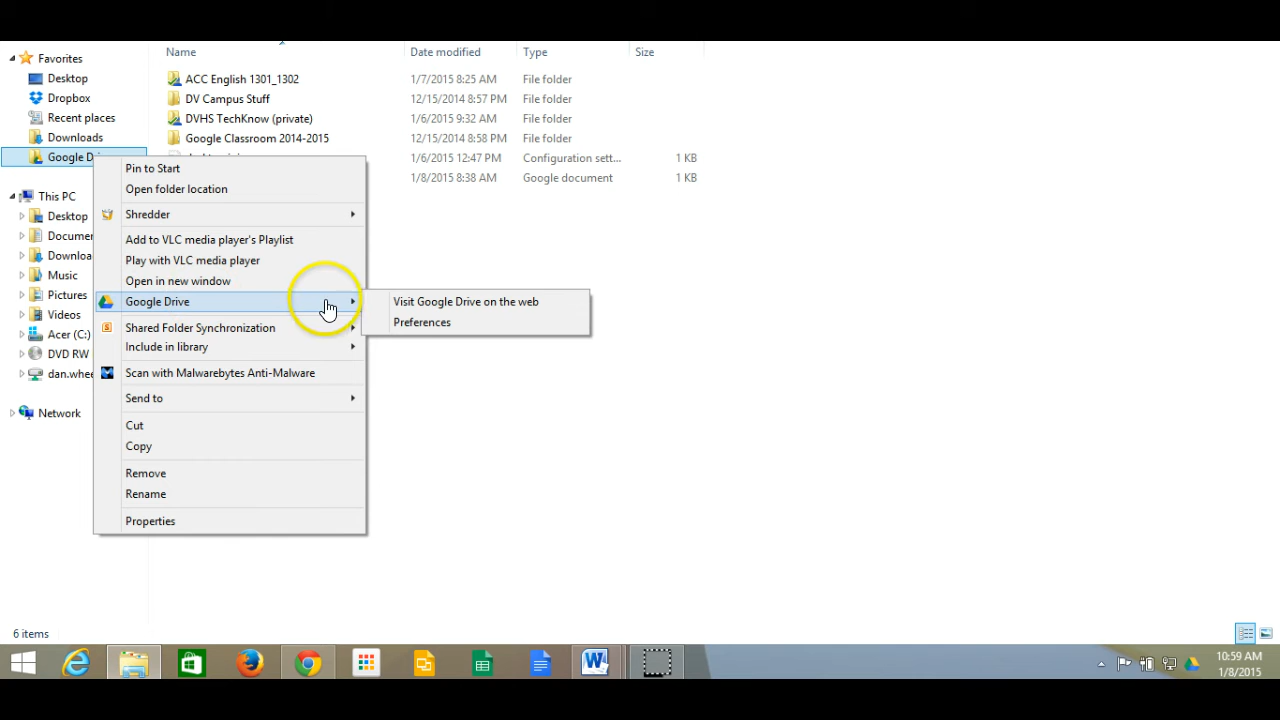 Name Date modified Type Size
Favorites
Desktop
Dropbox
Recent places
Downloads
Google
ACC English 1301_1302 1/7/2015 8:25 AM File folder
DV Campus Stuff 12/15/2014 8:57 PM File folder
DVHS TechKnow (private) 1/6/2015 9:32 AM File folder
Google Classroom 2014-2015 12/15/2014 8:58 PM File folder
1/6/2015 12:47 PM Configuration sett... 1 KB
1/8/2015 8:38 AM Google document 1 KB
This PC
Desktop
Documen
Downloa
Music
Pictures
Videos
Acer (C:)
DVD RW
dan.whee
Network
Pin to Start
Open folder location
Shredder
Add to VLC media player's Playlist
Play with VLC media player
Open in new window
Google Drive
Shared Folder Synchronization
Include in library
Scan with Malwarebytes Anti-Malware
Send to
Cut
Copy
Remove
Rename
Properties
Visit Google Drive on the web
Preferences
6 items
10:59 AM
1/8/2015